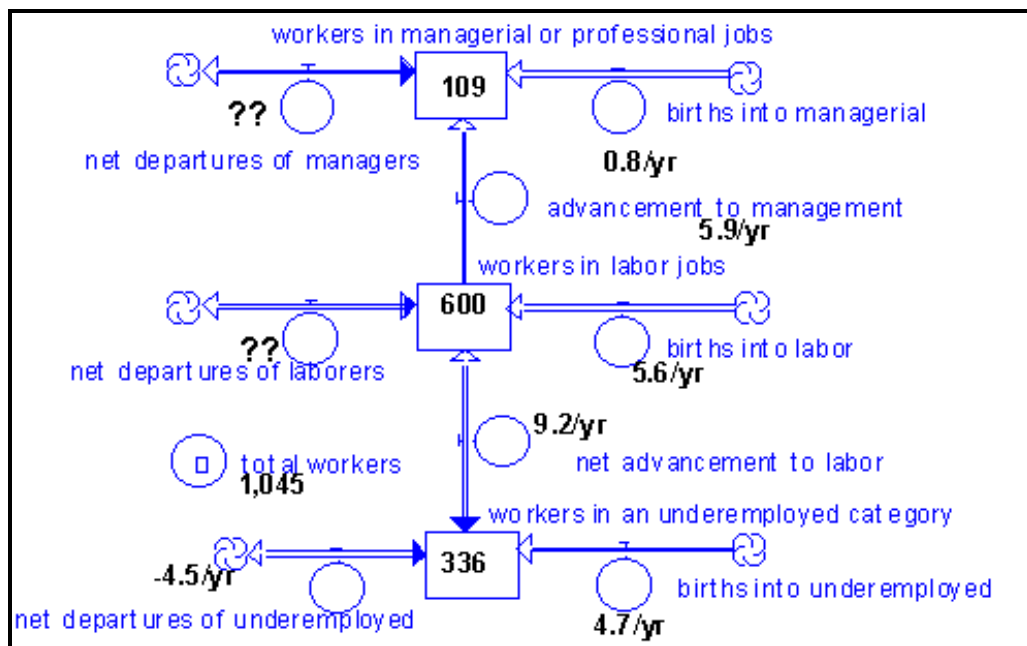 workers in managerial or professional jobs
109
??
births into managerial
net departures of managers
0.8/yr
advancement to management
5.9/yr
workers in labor jobs
600
??
births into labor
net departures of laborers
5.6/yr
9.2/yr
total workers
net advancement to labor
1,045
workers in an underemployed category
336
-4.5/yr
births into underemployed
net departures of underemployed
4.7/yr